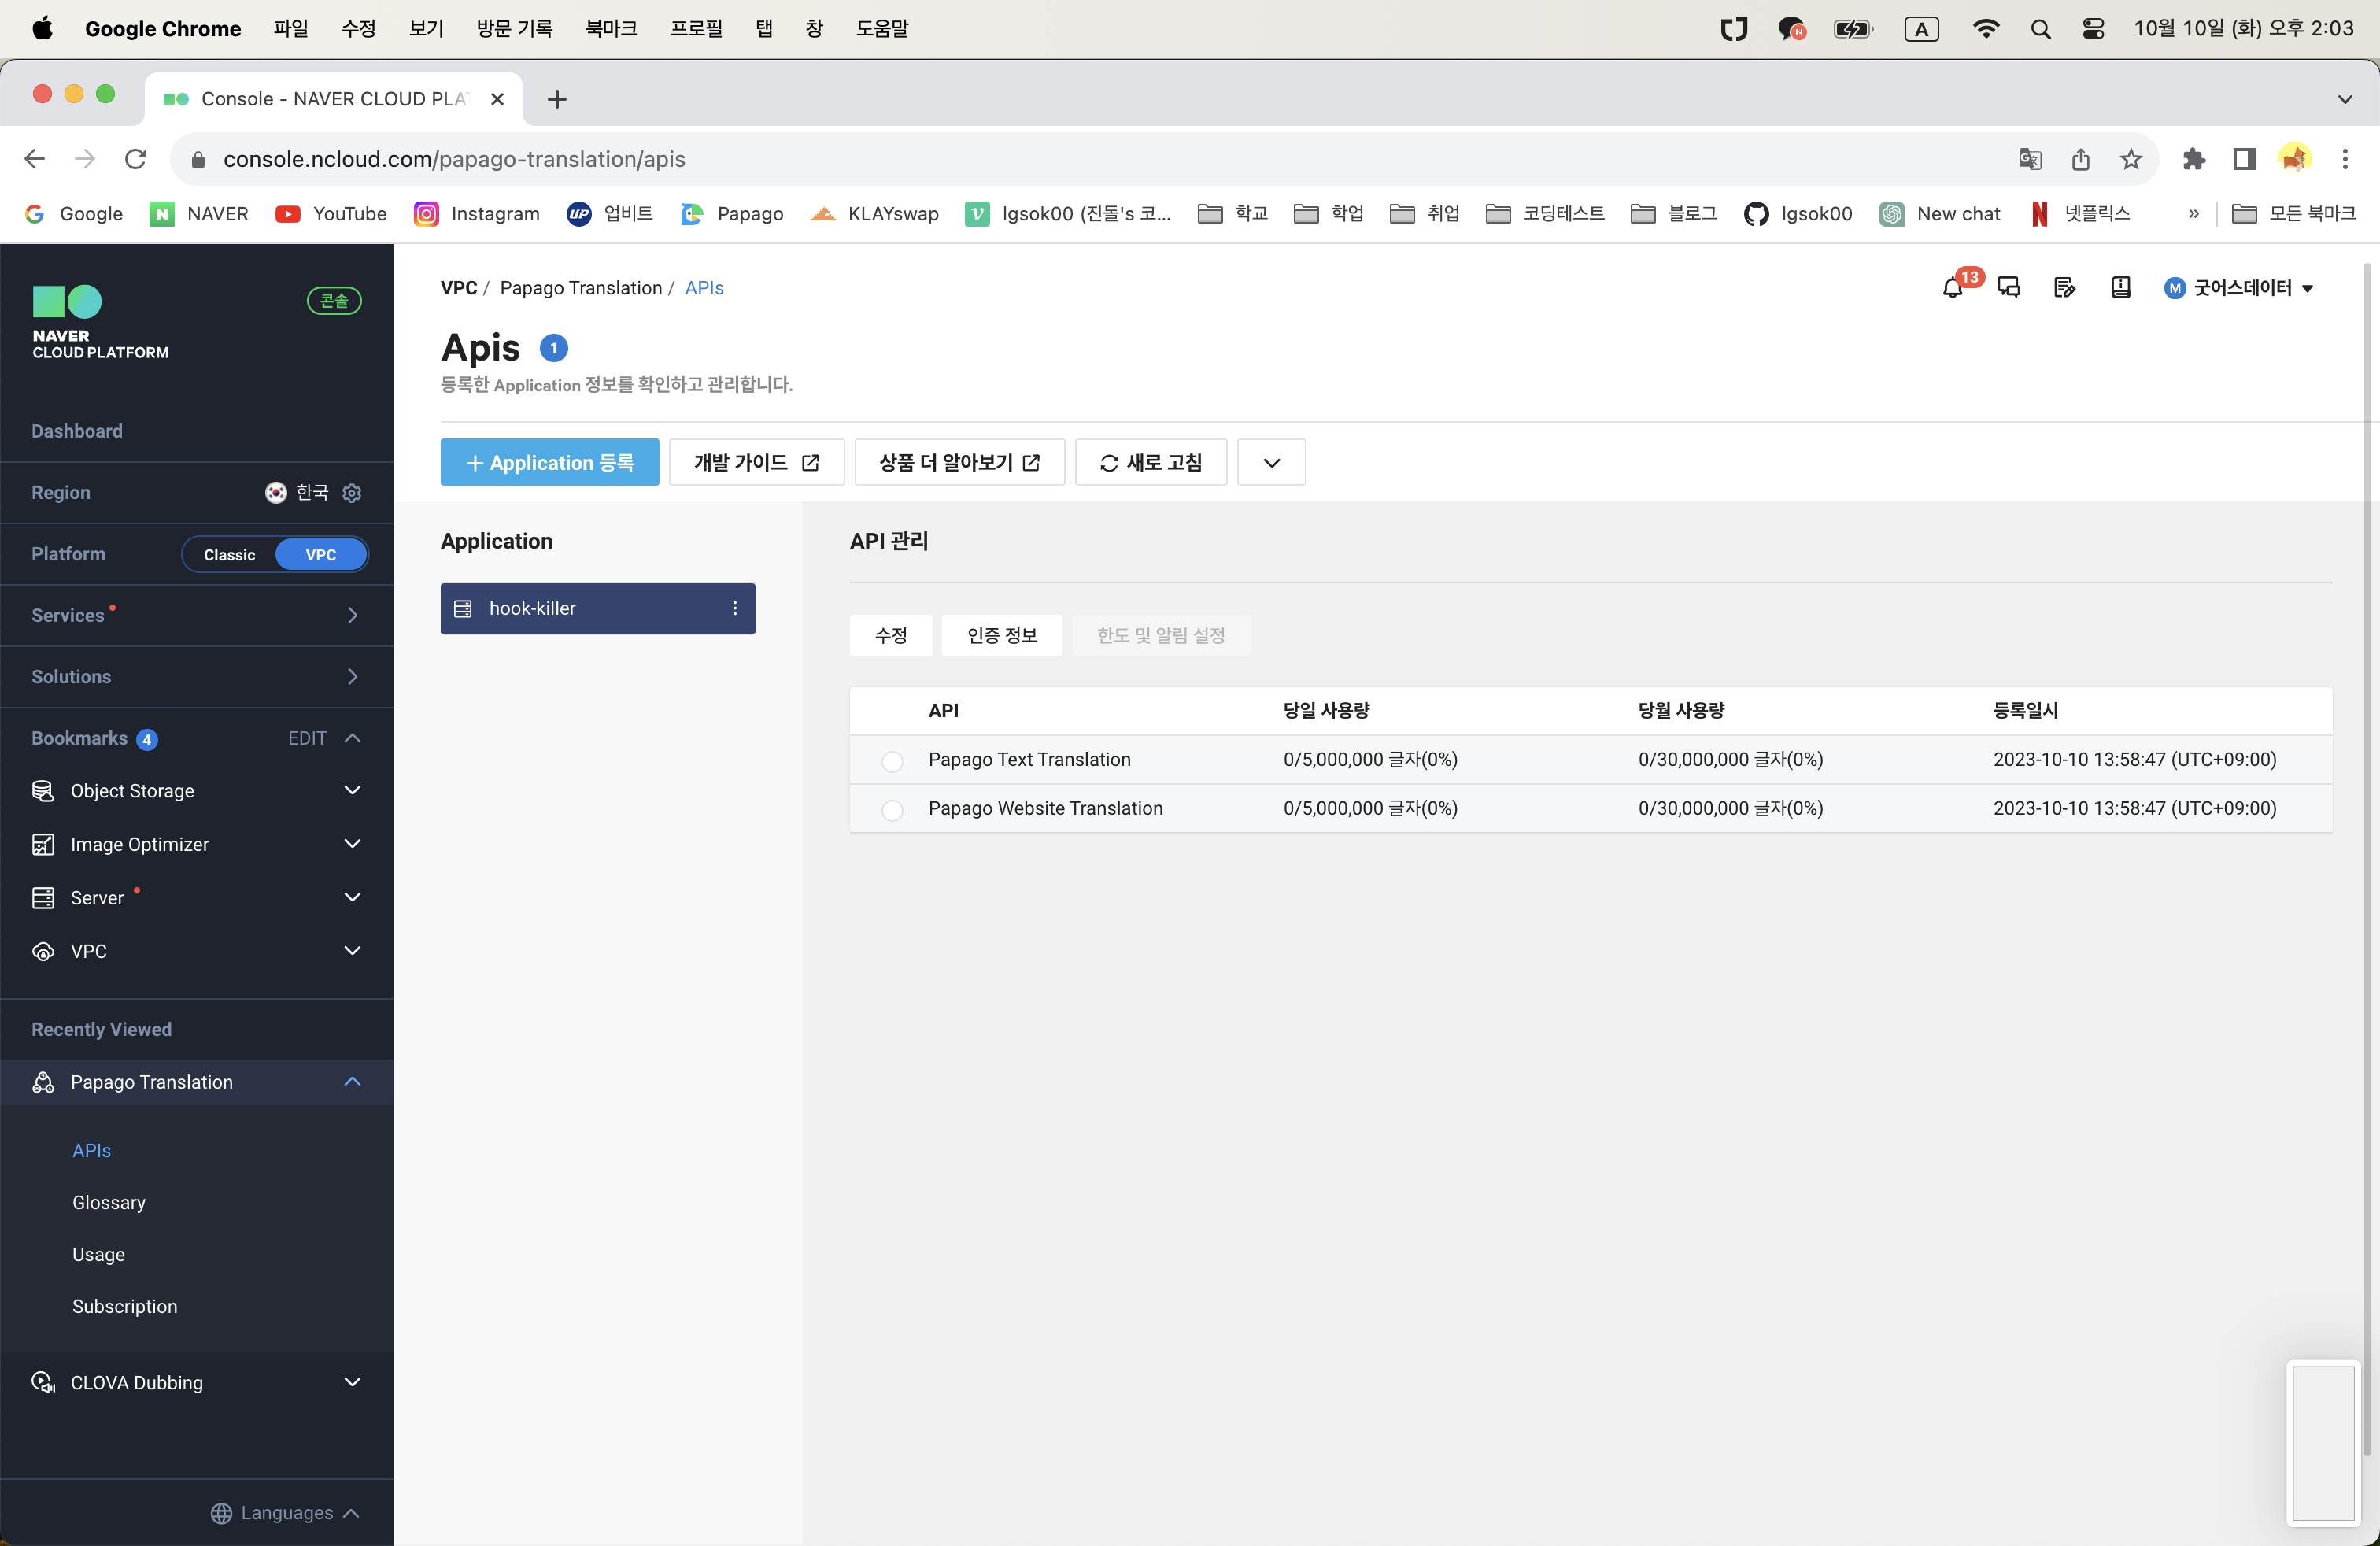 Google Chrome 파일 수정 보기 방문 기록 북마크 프로필 탭 창 도움말 A 10월 10일 (화) 오후 2:03
Console - NAVER CLOUD PLAT
console.ncloud.com/papago-translation/apis
Google NAVER YouTube Instagram 업비트 Papago KLAYswap lgsok00 (진돌's 코... 학교 학업 취업 코딩테스트 블로그 lgsok00 New chat 넷플릭스 » 모든 북마크
NAVER
CLOUD PLATFORM
콘솔
Dashboard
Region 한국
Platform Classic VPC
Services
Solutions
Bookmarks 4 EDIT
Object Storage
Image Optimizer
Server
VPC
Recently Viewed
Papago Translation
APIs
Glossary
Usage
Subscription
CLOVA Dubbing
Languages
VPC / Papago Translation / APIs
13 M 굿어스데이터
Apis 1
등록한 Application 정보를 확인하고 관리합니다.
+ Application 등록 개발 가이드 상품 더 알아보기 새로 고침
Application
hook-killer
API 관리
수정 인증 정보 한도 및 알림 설정
API 당일 사용량 당월 사용량 등록일시
Papago Text Translation 0/5,000,000 글자(0%) 0/30,000,000 글자(0%) 2023-10-10 13:58:47 (UTC+09:00)
Papago Website Translation 0/5,000,000 글자(0%) 0/30,000,000 글자(0%) 2023-10-10 13:58:47 (UTC+09:00)